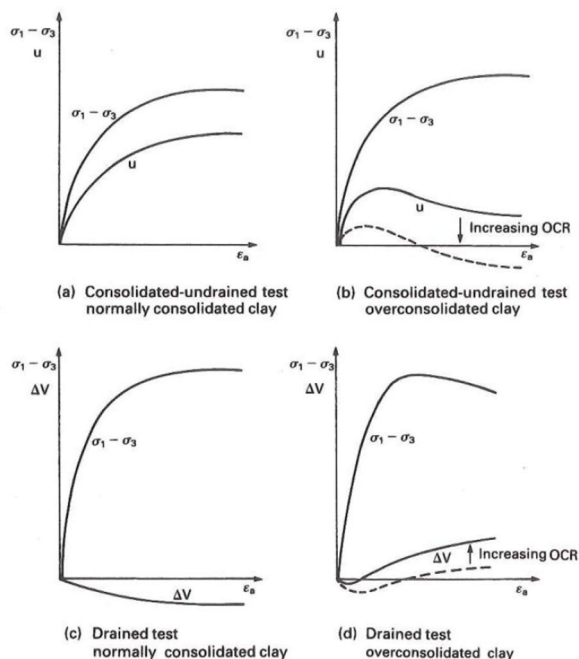 σ₁ − σ₃
u
σ₁ − σ₃
u
εₐ
(a) Consolidated-undrained test
normally consolidated clay
σ₁ − σ₃
u
σ₁ − σ₃
u
Increasing OCR
εₐ
(b) Consolidated-undrained test
overconsolidated clay
σ₁ − σ₃
ΔV
σ₁ − σ₃
ΔV
εₐ
(c) Drained test
normally consolidated clay
σ₁ − σ₃
ΔV
σ₁ − σ₃
ΔV
Increasing OCR
εₐ
(d) Drained test
overconsolidated clay